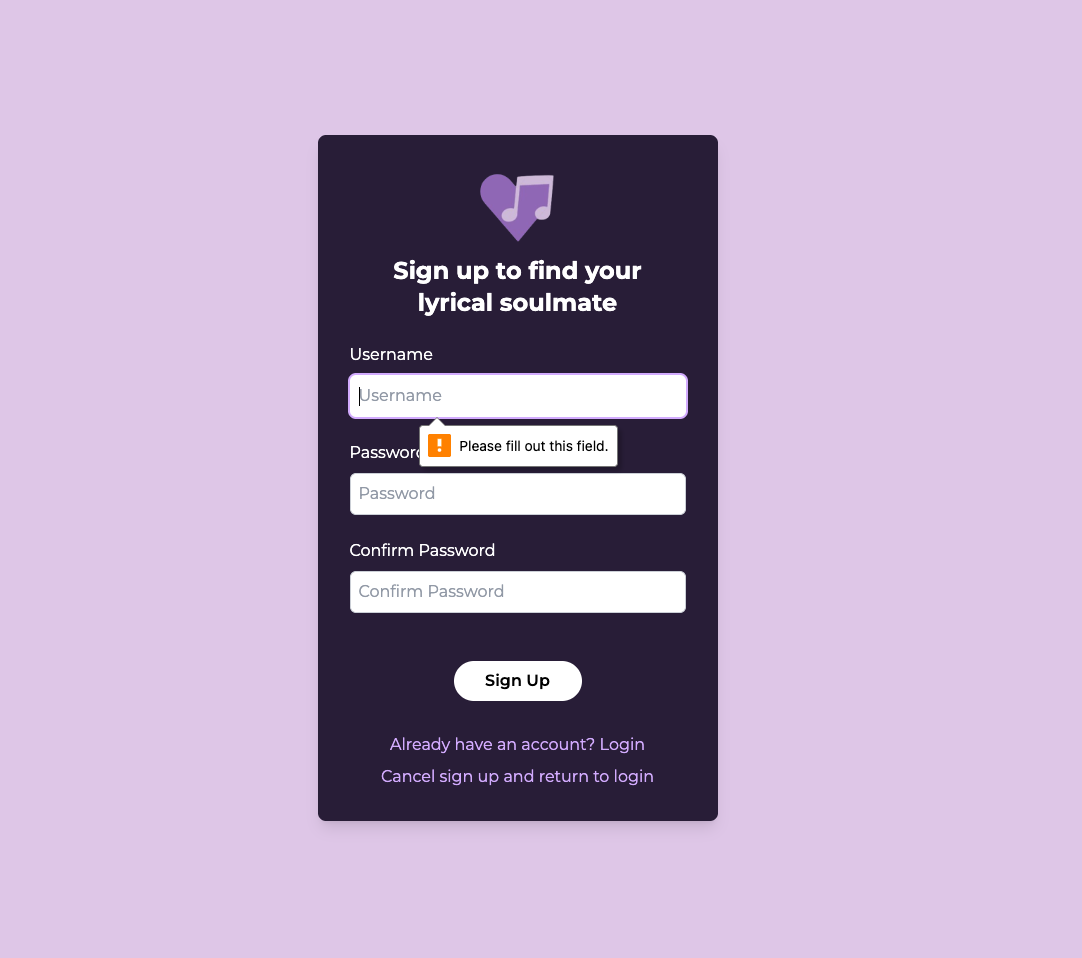 Sign up to find your
lyrical soulmate
Username
Username
Please fill out this field.
Passwor
Password
Confirm Password
Confirm Password
Sign Up
Already have an account? Login
Cancel sign up and return to login